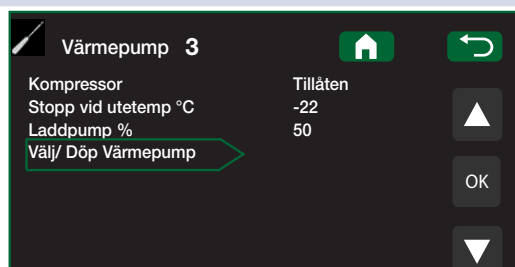 Värmepump 3
Kompressor Tillåten
Stopp vid utetemp °C -22
Laddpump % 50
Välj/ Döp Värmepump
OK